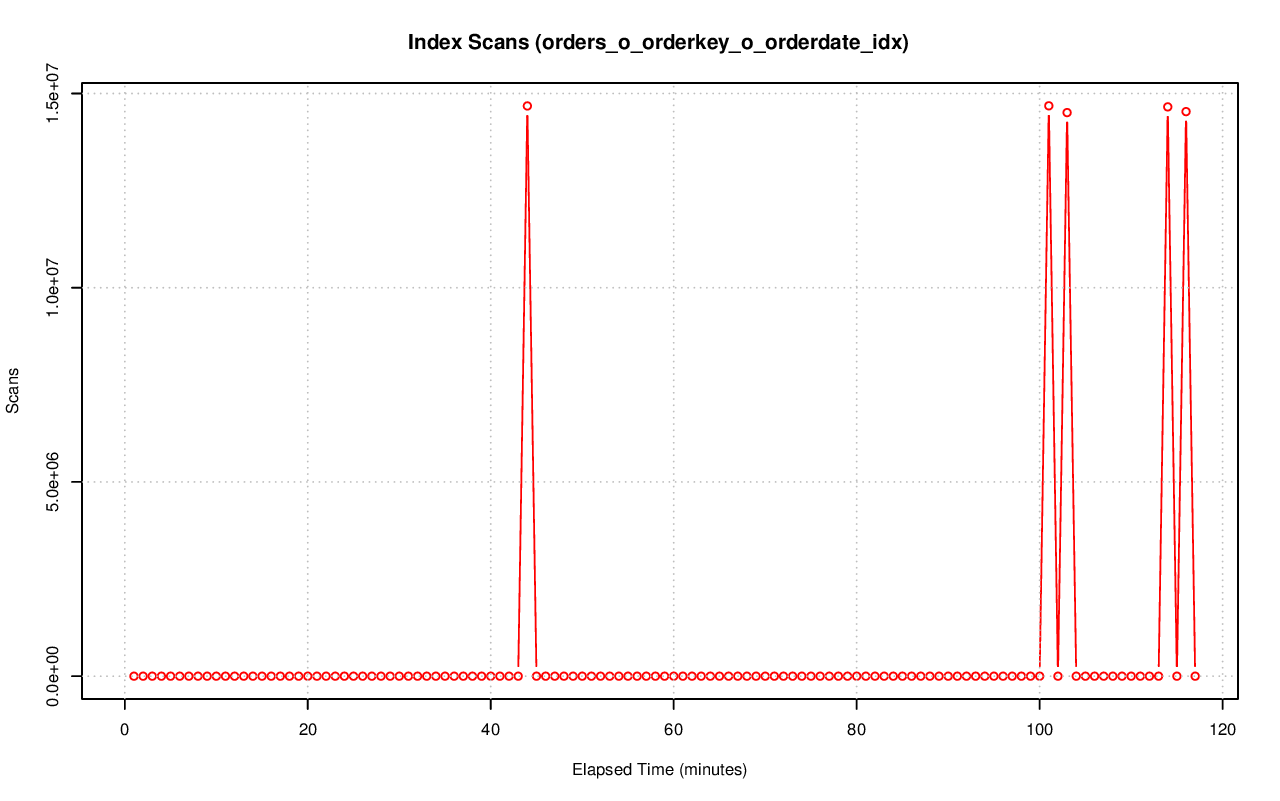 Index Scans (orders_o_orderkey_o_orderdate_idx)
Scans
1.5e+07
1.0e+07
5.0e+06
0.0e+00
0 20 40 60 80 100 120
Elapsed Time (minutes)